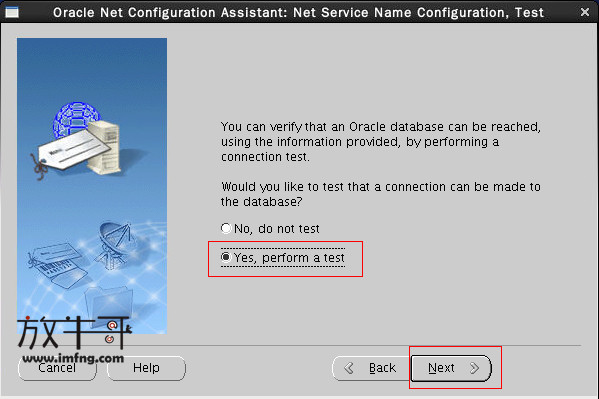 Oracle Net Configuration Assistant: Net Service Name Configuration, Test
You can verify that an Oracle database can be reached,
using the information provided, by performing a
connection test.
Would you like to test that a connection can be made to
the database?
No, do not test
Yes, perform a test
放牛哥
www.imfng.com
Cancel
Help
Back
Next